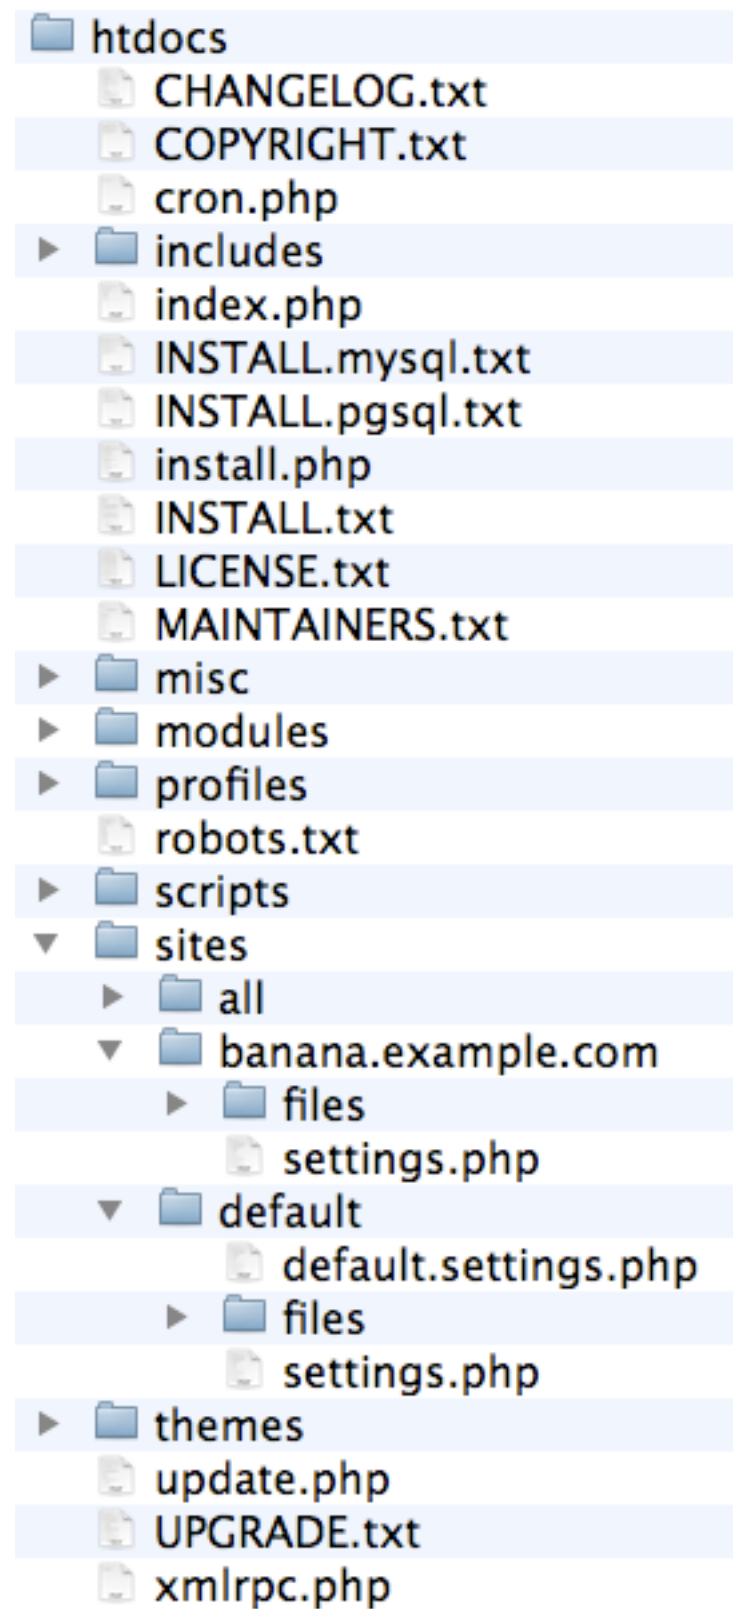 htdocs
CHANGELOG.txt
COPYRIGHT.txt
cron.php
includes
index.php
INSTALL.mysql.txt
INSTALL.pgsql.txt
install.php
INSTALL.txt
LICENSE.txt
MAINTAINERS.txt
misc
modules
profiles
robots.txt
scripts
sites
all
banana.example.com
files
settings.php
default
default.settings.php
files
settings.php
themes
update.php
UPGRADE.txt
xmlrpc.php